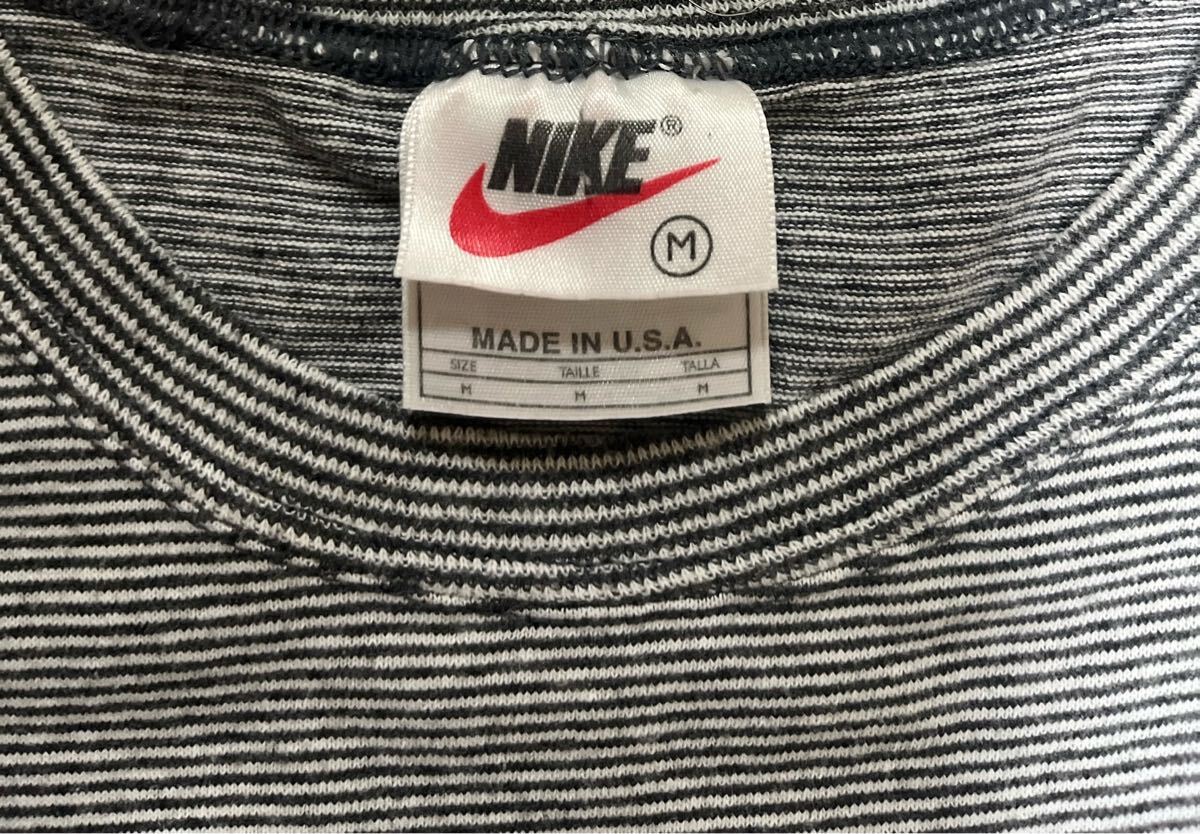 NIKE®
M
MADE IN U.S.A.
SIZE TAILLE TALLA
M M M